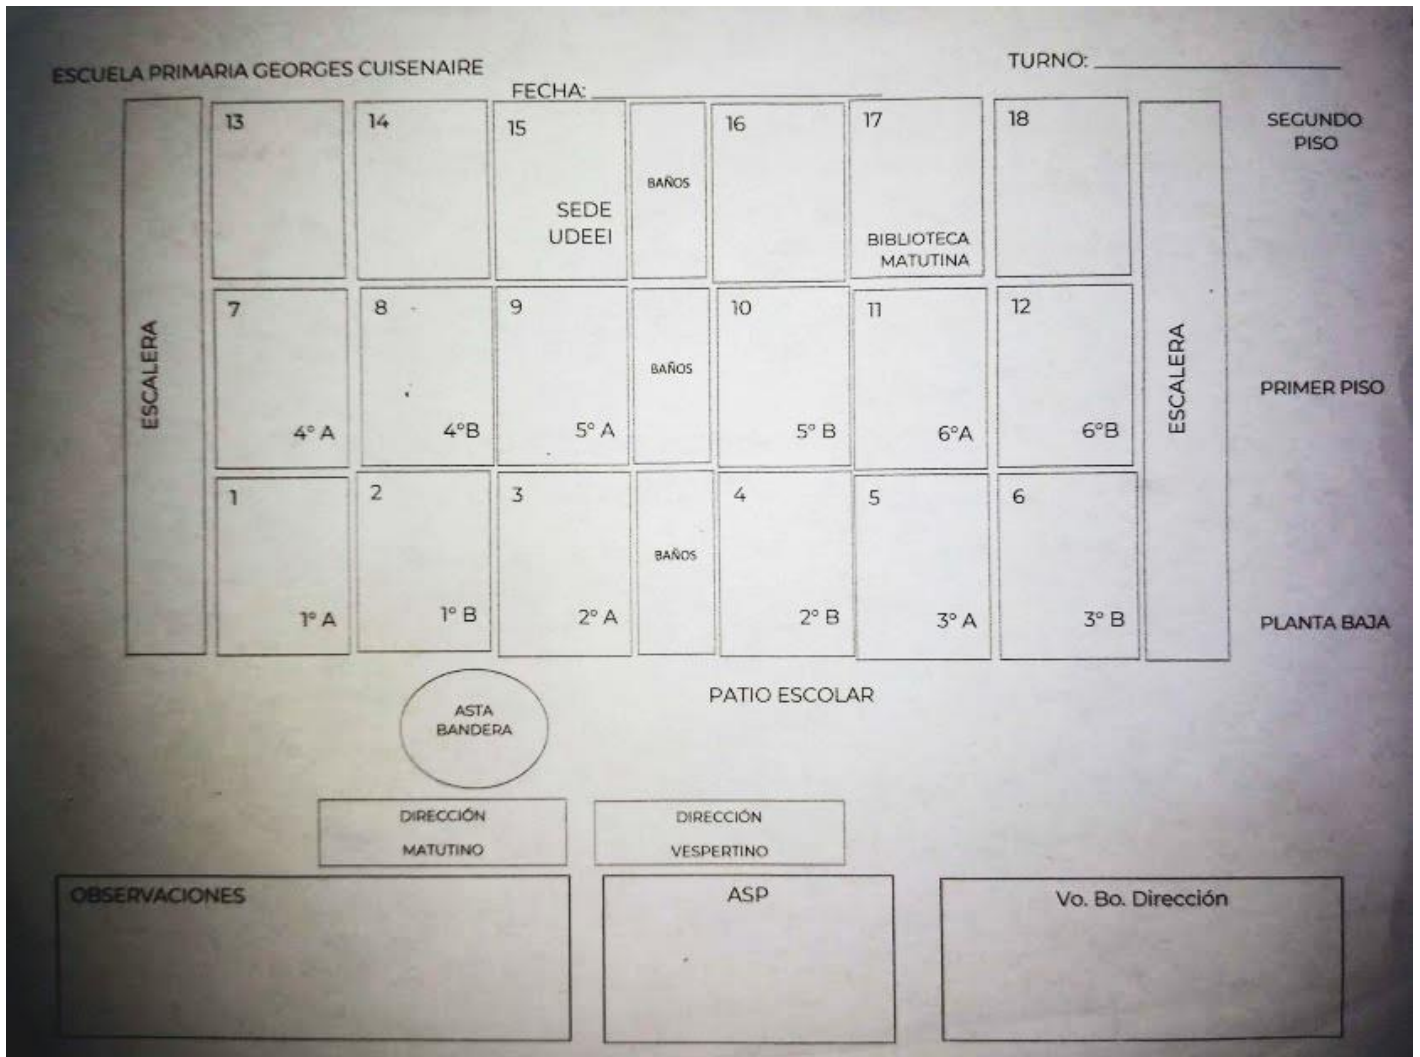 ESCUELA PRIMARIA GEORGES CUISENAIRE
TURNO:
FECHA:
13
14
15
SEDE
UDEEI
BAÑOS
16
17
BIBLIOTECA
MATUTINA
18
SEGUNDO
PISO
ESCALERA
7
4° A
8
4°B
9
5° A
BAÑOS
10
5° B
11
6°A
12
6°B
ESCALERA
PRIMER PISO
1
1° A
2
1° B
3
2° A
BAÑOS
4
2° B
5
3° A
6
3° B
PLANTA BAJA
PATIO ESCOLAR
ASTA
BANDERA
DIRECCIÓN
MATUTINO
DIRECCIÓN
VESPERTINO
OBSERVACIONES
ASP
Vo. Bo. Dirección